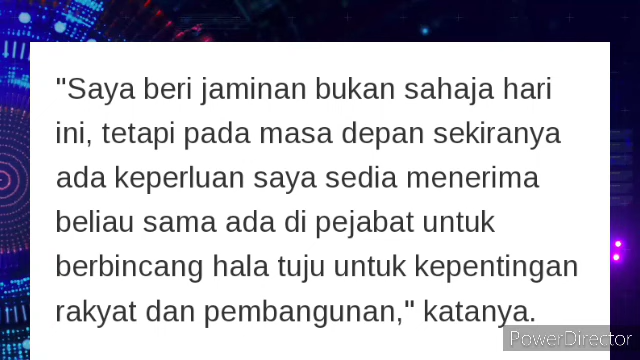 "Saya beri jaminan bukan sahaja hari
ini, tetapi pada masa depan sekiranya
ada keperluan saya sedia menerima
beliau sama ada di pejabat untuk
berbincang hala tuju untuk kepentingan
rakyat dan pembangunan," katanya.
PowerDirector